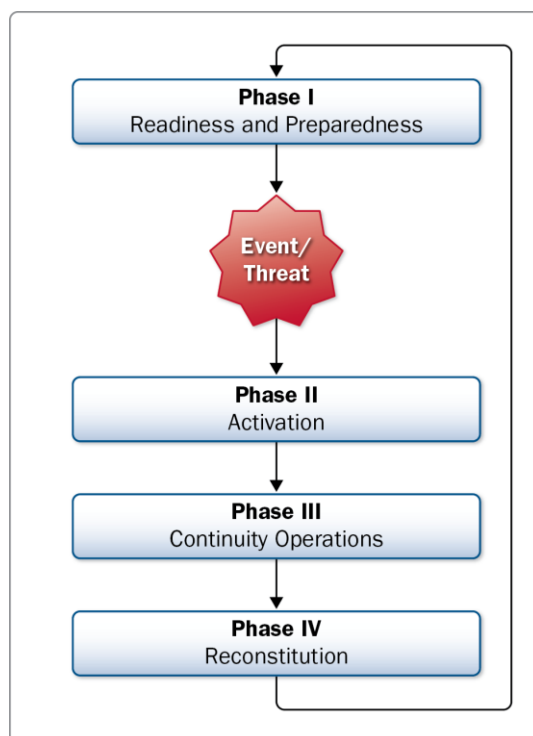 Phase I
Readiness and Preparedness
Event/
Threat
Phase II
Activation
Phase III
Continuity Operations
Phase IV
Reconstitution